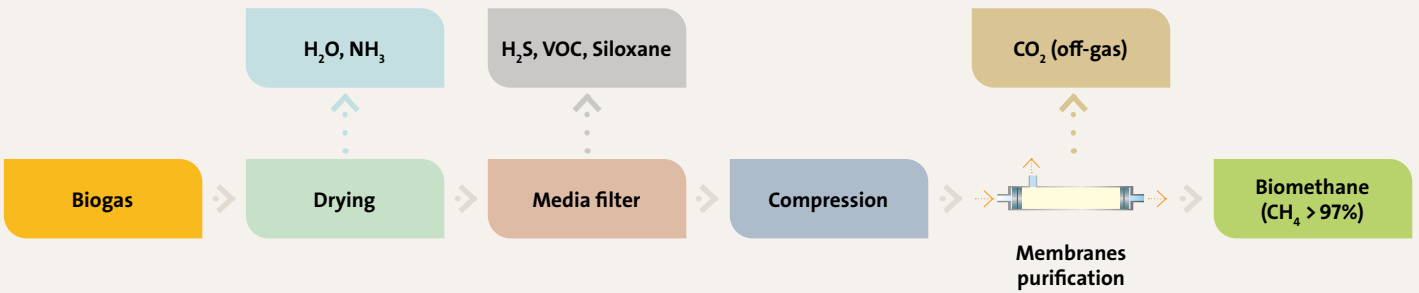 H₂O, NH₃
H₂S, VOC, Siloxane
CO₂ (off-gas)
Biogas
Drying
Media filter
Compression
Membranes
purification
Biomethane
(CH₄ > 97%)